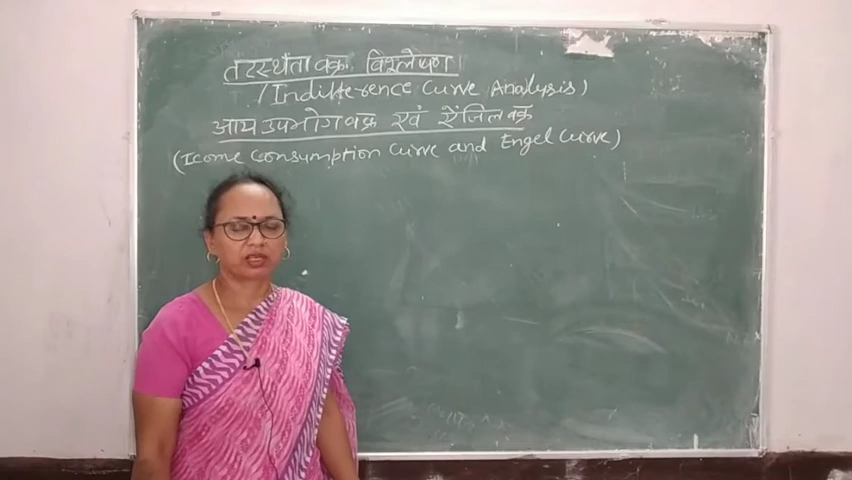 तटस्थता वक्र विश्लेषण
(Indifference Curve Analysis)
आय उपभोग वक्र एवं ऐंजिल वक्र
(Icome Consumption Curve and Engel Curve)